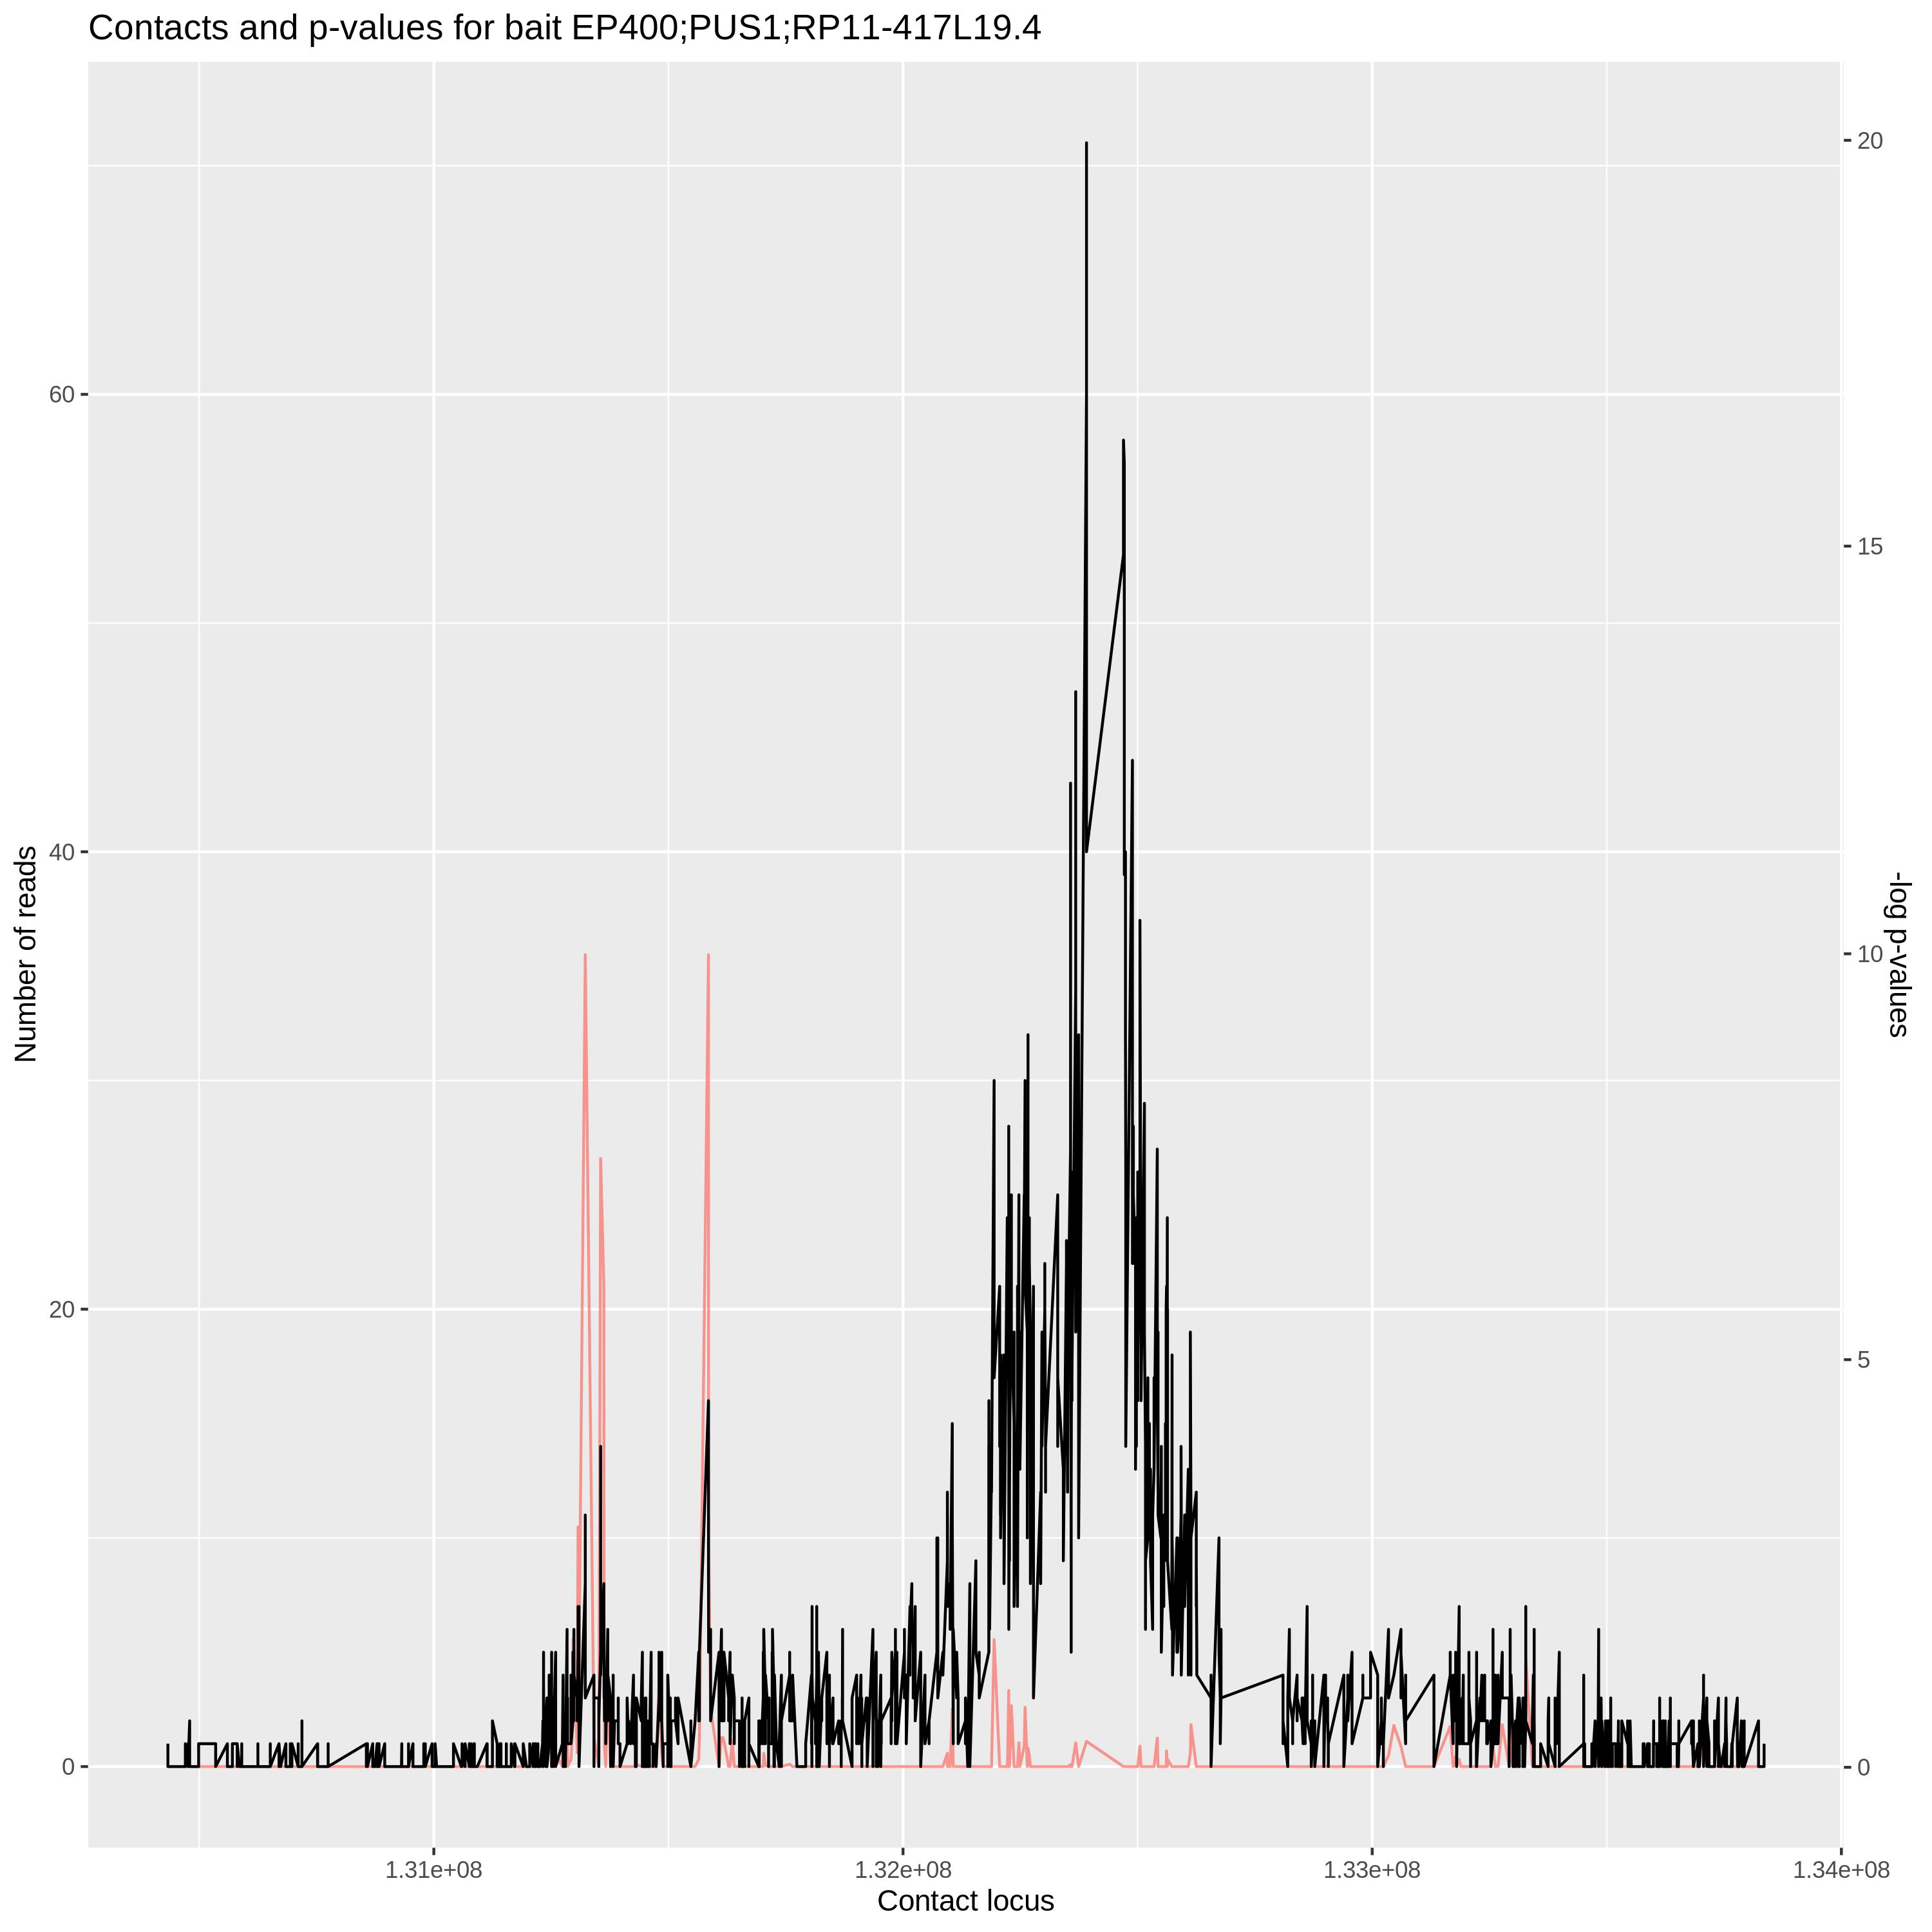 Contacts and p-values for bait EP400;PUS1;RP11-417L19.4
Number of reads
60
40
20
0
20
15
10
5
0
-log p-values
1.31e+08
1.32e+08
1.33e+08
1.34e+08
Contact locus